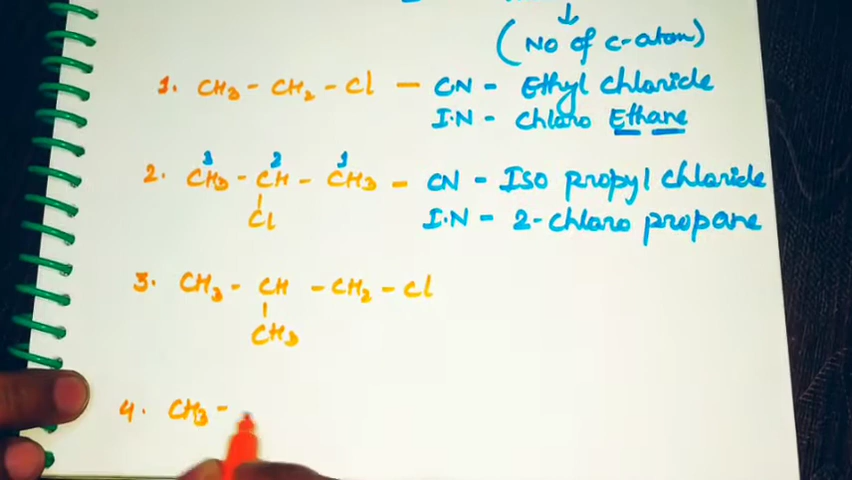 (No of c-atom)
1. CH3 - CH2 - Cl — CN - Ethyl chloride
I.N - chloro Ethane
3 2 1
2. CH3 - CH - CH3 - CN - Iso propyl chloride
Cl I.N - 2-chloro propane
3. CH3 - CH - CH2 - Cl
CH3
4. CH3 -